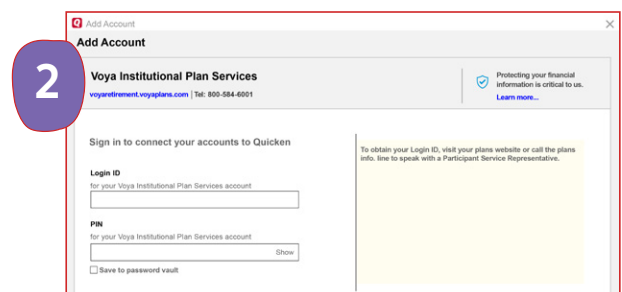 Add Account
Add Account
2
Voya Institutional Plan Services
voyaretirement.voyaplans.com | Tel: 800-584-6001
Protecting your financial
information is critical to us.
Learn more...
Sign in to connect your accounts to Quicken
To obtain your Login ID, visit your plans website or call the plans
info. line to speak with a Participant Service Representative.
Login ID
for your Voya Institutional Plan Services account
PIN
for your Voya Institutional Plan Services account
Show
Save to password vault